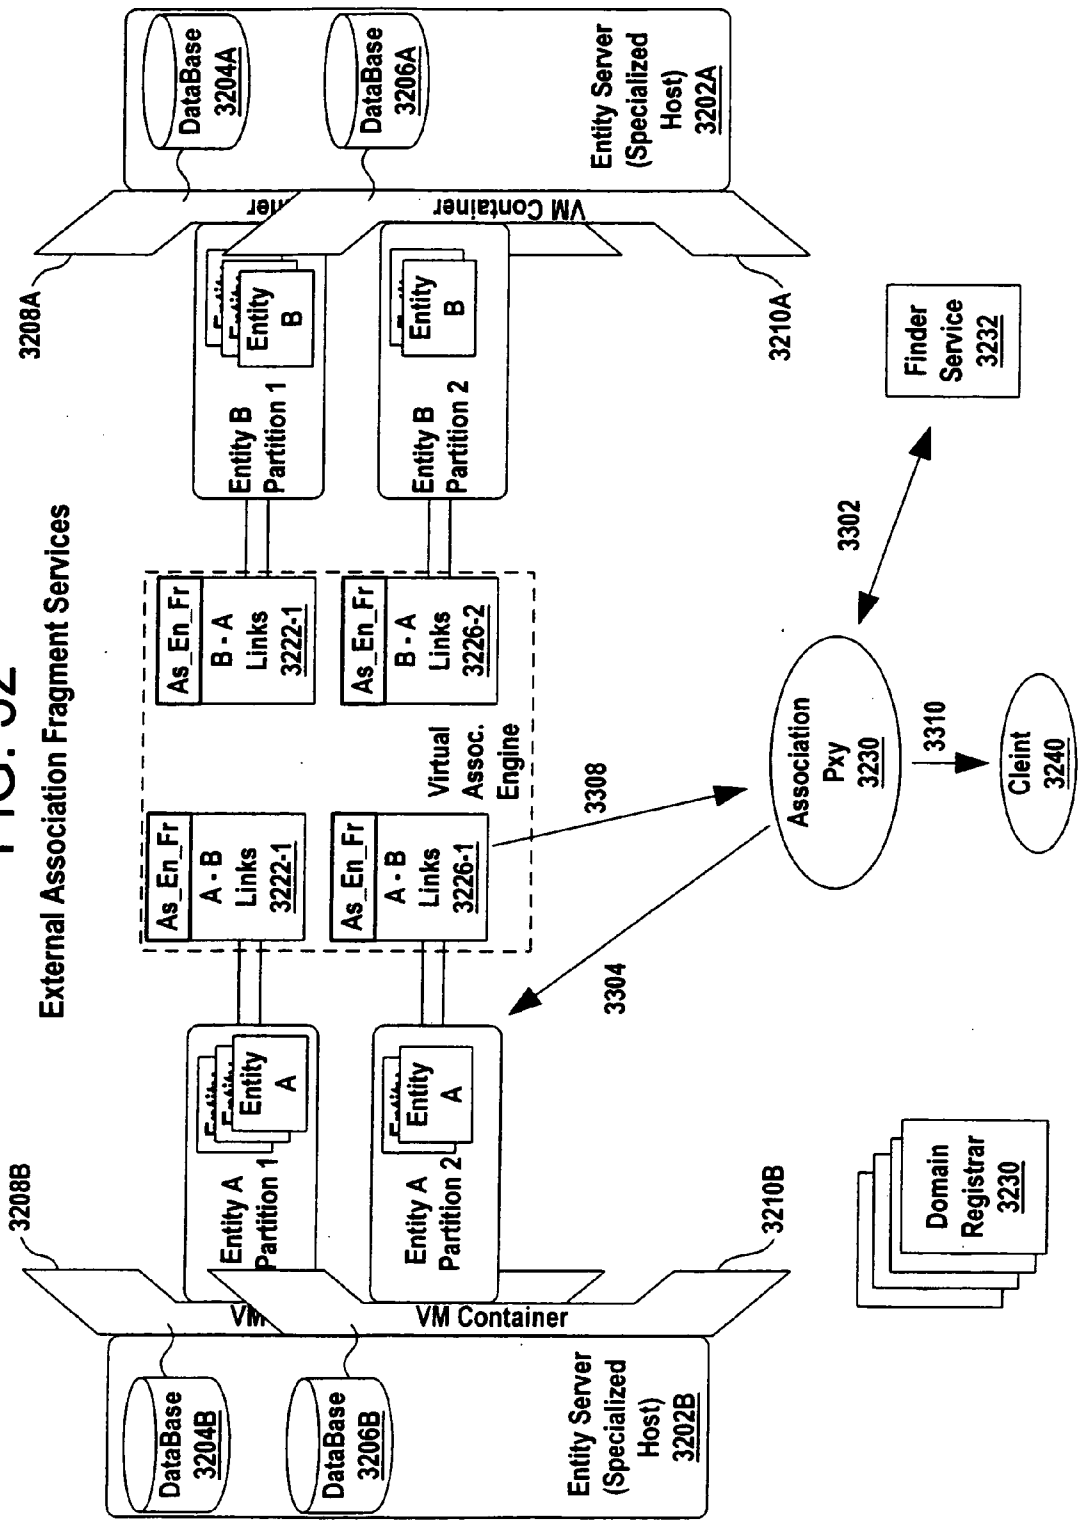 FIG. 32
External Association Fragment Services
3208B
3208A
DataBase
3204B
DataBase
3206B
Entity Server
(Specialized
Host)
3202B
VM
VM Container
3210B
Entity A
Partition 1
Entity
A
Entity A
Partition 2
Entity
A
As_En_Fr
A - B
Links
3222-1
As_En_Fr
A - B
Links
3226-1
As_En_Fr
B - A
Links
3222-1
As_En_Fr
B - A
Links
3226-2
Virtual
Assoc.
Engine
Entity B
Partition 1
Entity
B
Entity B
Partition 2
Entity
B
VM Container
3210A
DataBase
3204A
DataBase
3206A
Entity Server
(Specialized
Host)
3202A
3304
3308
3302
Domain
Registrar
3230
Association
Pxy
3230
3310
Cleint
3240
Finder
Service
3232